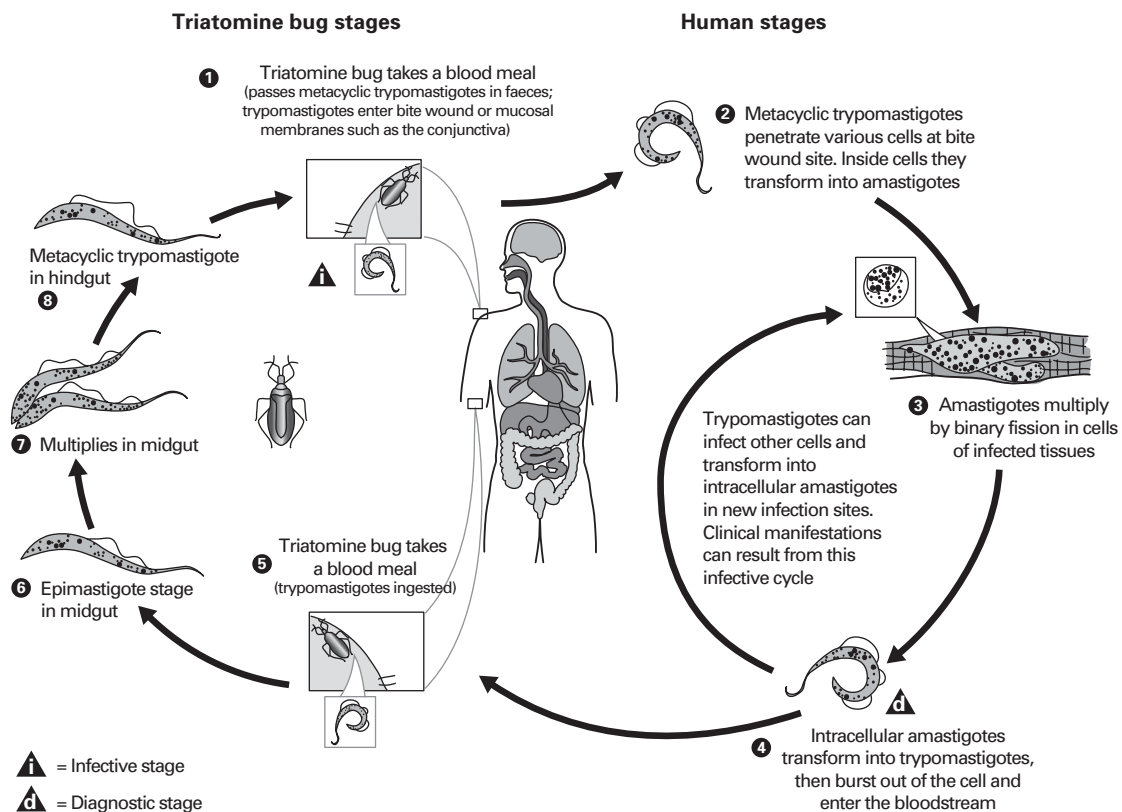 Triatomine bug stages
Human stages
1
Triatomine bug takes a blood meal
(passes metacyclic trypomastigotes in faeces;
trypomastigotes enter bite wound or mucosal
membranes such as the conjunctiva)
i
2 Metacyclic trypomastigotes
penetrate various cells at bite
wound site. Inside cells they
transform into amastigotes
3 Amastigotes multiply
by binary fission in cells
of infected tissues
Trypomastigotes can
infect other cells and
transform into
intracellular amastigotes
in new infection sites.
Clinical manifestations
can result from this
infective cycle
d
4 Intracellular amastigotes
transform into trypomastigotes,
then burst out of the cell and
enter the bloodstream
5 Triatomine bug takes
a blood meal
(trypomastigotes ingested)
6 Epimastigote stage
in midgut
7 Multiplies in midgut
Metacyclic trypomastigote
in hindgut
8
i = Infective stage
d = Diagnostic stage